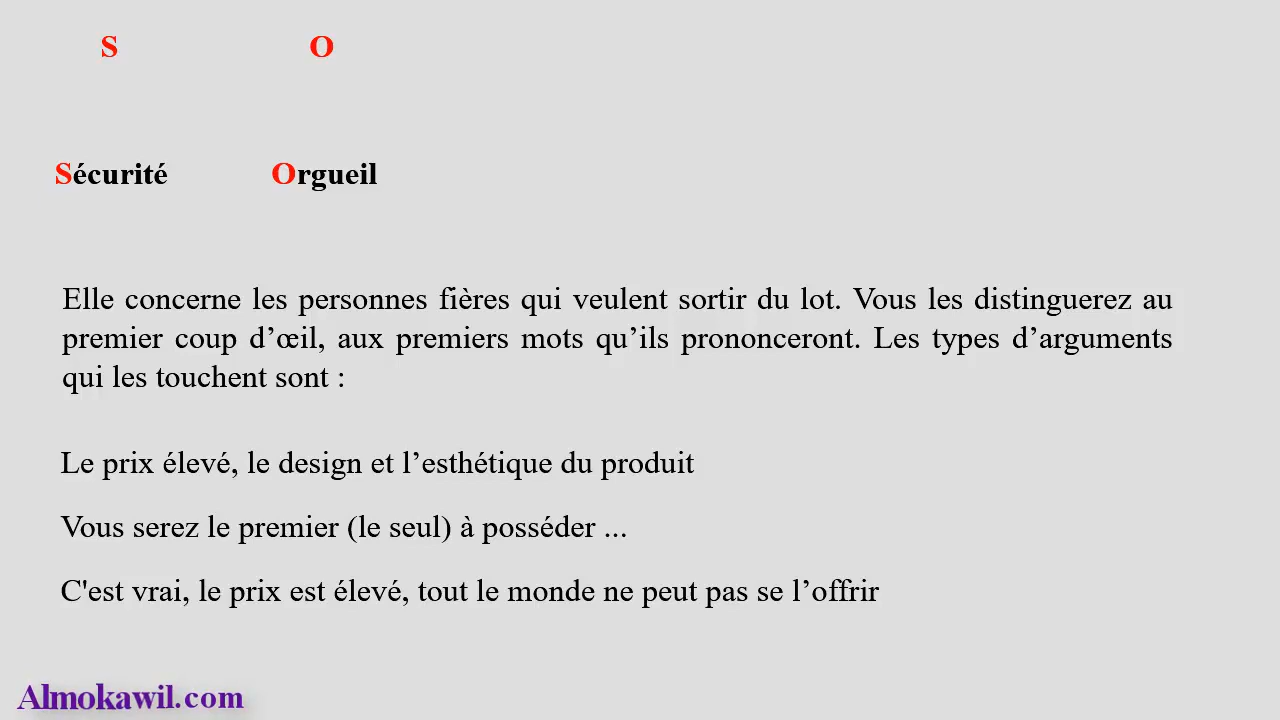 S O
Sécurité Orgueil
Elle concerne les personnes fières qui veulent sortir du lot. Vous les distinguerez au
premier coup d’œil, aux premiers mots qu’ils prononceront. Les types d’arguments
qui les touchent sont :
Le prix élevé, le design et l’esthétique du produit
Vous serez le premier (le seul) à posséder ...
C'est vrai, le prix est élevé, tout le monde ne peut pas se l’offrir
Almokawil.com